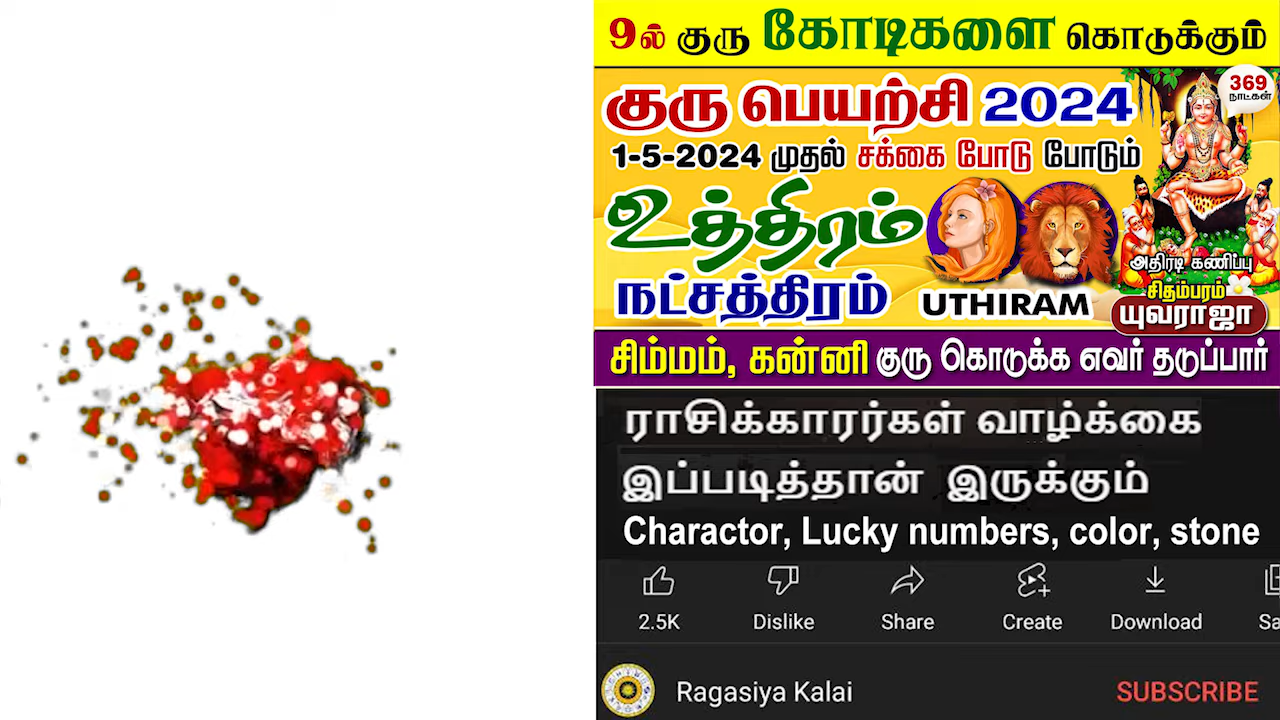 9ல் குரு கோடிகளை கொடுக்கும்
குரு பெயற்சி 2024
369
நாட்கள்
1-5-2024 முதல் சக்கை போடு போடும்
உத்திரம்
நட்சத்திரம்
UTHIRAM
அதிரடி கணிப்பு
சிதம்பரம்
யுவராஜா
சிம்மம், கன்னி குரு கொடுக்க எவர் தடுப்பார்
ராசிக்காரர்கள் வாழ்க்கை
இப்படித்தான் இருக்கும்
Charactor, Lucky numbers, color, stone
2.5K Dislike Share Create Download Sa
Ragasiya Kalai SUBSCRIBE